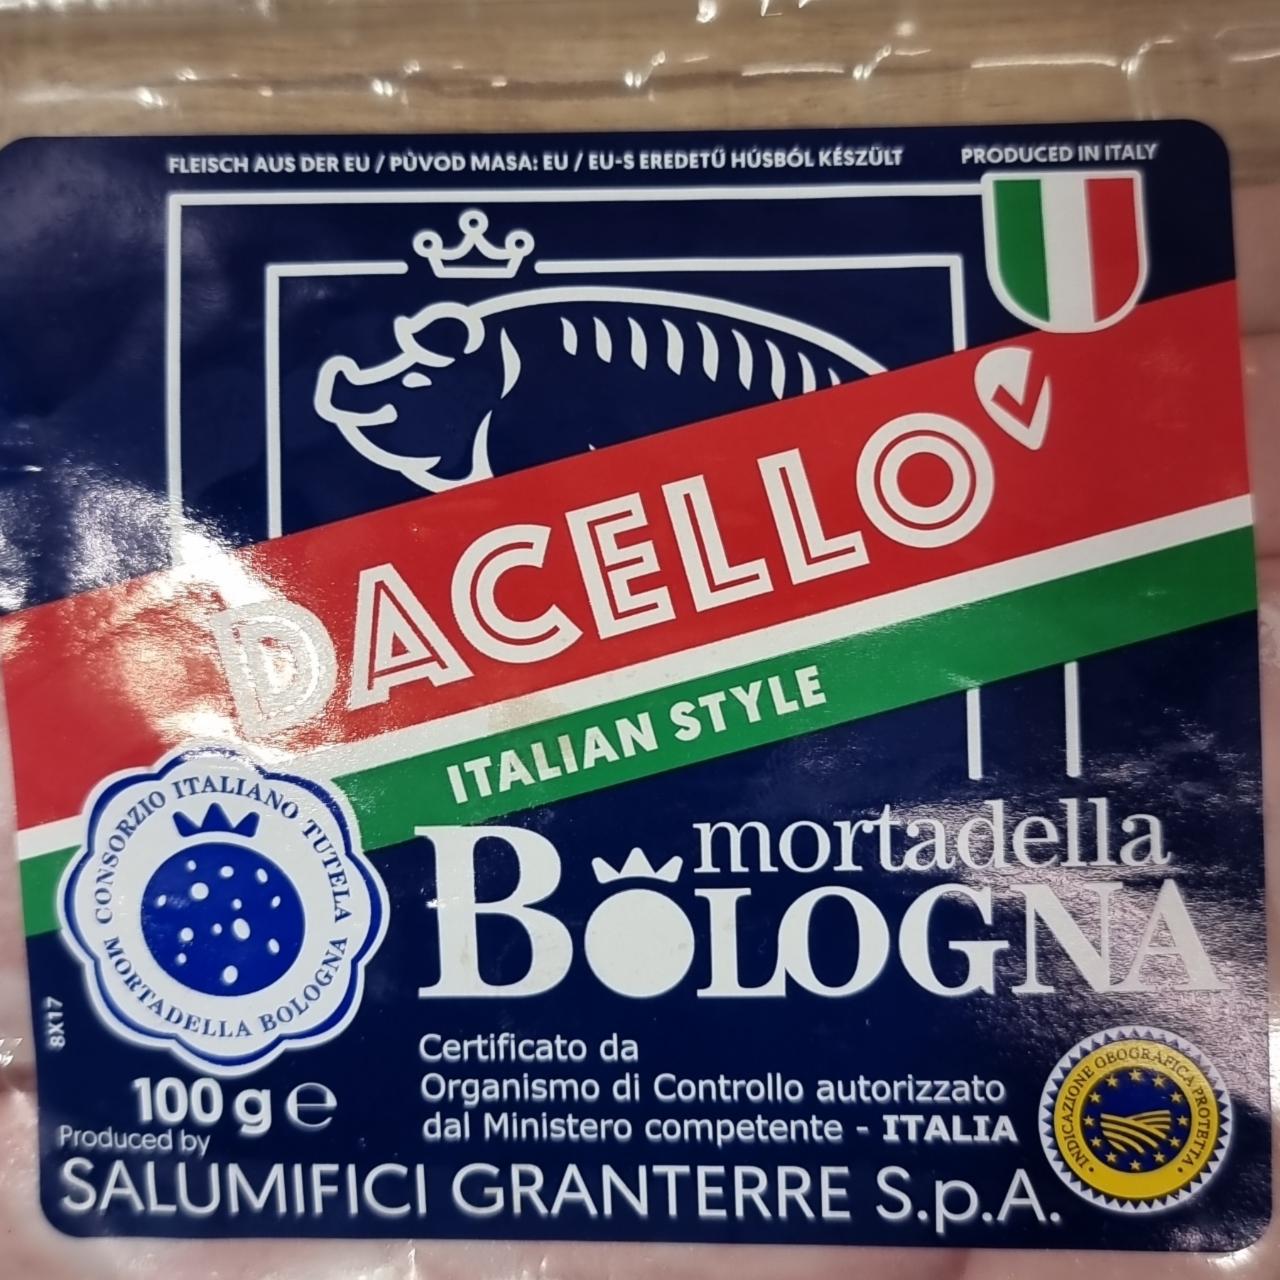 FLEISCH AUS DER EU / PŮVOD MASA: EU / EU-S EREDETŰ HÚSBÓL KÉSZÜLT
PRODUCED IN ITALY
DACELLO
ITALIAN STYLE
CONSORZIO ITALIANO TUTELA
MORTADELLA BOLOGNA
mortadella
BOLOGNA
8X17
Certificato da
Organismo di Controllo autorizzato
dal Ministero competente - ITALIA
100 g ℮
INDICAZIONE GEOGRAFICA PROTETTA
Produced by
SALUMIFICI GRANTERRE S.p.A.